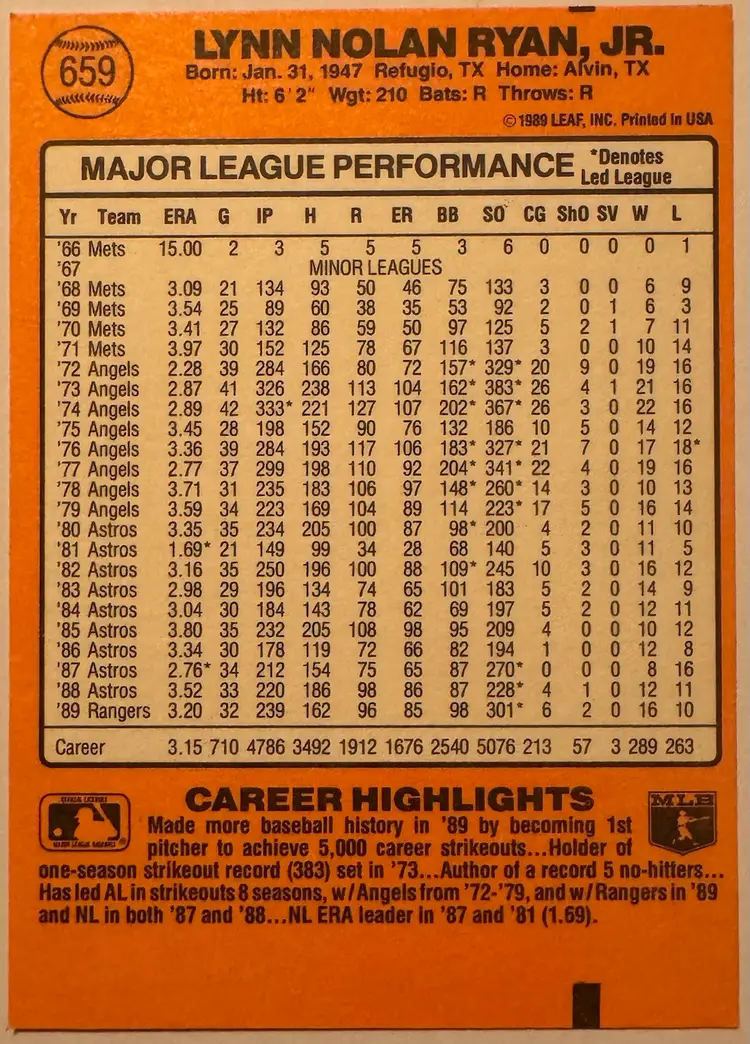 659
LYNN NOLAN RYAN, JR.
Born: Jan. 31, 1947 Refugio, TX Home: Alvin, TX
Ht: 6' 2" Wgt: 210 Bats: R Throws: R
© 1989 LEAF, INC. Printed In USA
MAJOR LEAGUE PERFORMANCE *Denotes
Led League
Yr Team ERA G IP H R ER BB SO CG ShO SV W L
'66 Mets 15.00 2 3 5 5 5 3 6 0 0 0 0 1
'67 MINOR LEAGUES
'68 Mets 3.09 21 134 93 50 46 75 133 3 0 0 6 9
'69 Mets 3.54 25 89 60 38 35 53 92 2 0 1 6 3
'70 Mets 3.41 27 132 86 59 50 97 125 5 2 1 7 11
'71 Mets 3.97 30 152 125 78 67 116 137 3 0 0 10 14
'72 Angels 2.28 39 284 166 80 72 157* 329* 20 9 0 19 16
'73 Angels 2.87 41 326 238 113 104 162* 383* 26 4 1 21 16
'74 Angels 2.89 42 333* 221 127 107 202* 367* 26 3 0 22 16
'75 Angels 3.45 28 198 152 90 76 132 186 10 5 0 14 12
'76 Angels 3.36 39 284 193 117 106 183* 327* 21 7 0 17 18*
'77 Angels 2.77 37 299 198 110 92 204* 341* 22 4 0 19 16
'78 Angels 3.71 31 235 183 106 97 148* 260* 14 3 0 10 13
'79 Angels 3.59 34 223 169 104 89 114 223* 17 5 0 16 14
'80 Astros 3.35 35 234 205 100 87 98* 200 4 2 0 11 10
'81 Astros 1.69* 21 149 99 34 28 68 140 5 3 0 11 5
'82 Astros 3.16 35 250 196 100 88 109* 245 10 3 0 16 12
'83 Astros 2.98 29 196 134 74 65 101 183 5 2 0 14 9
'84 Astros 3.04 30 184 143 78 62 69 197 5 2 0 12 11
'85 Astros 3.80 35 232 205 108 98 95 209 4 0 0 10 12
'86 Astros 3.34 30 178 119 72 66 82 194 1 0 0 12 8
'87 Astros 2.76* 34 212 154 75 65 87 270* 0 0 0 8 16
'88 Astros 3.52 33 220 186 98 86 87 228* 4 1 0 12 11
'89 Rangers 3.20 32 239 162 96 85 98 301* 6 2 0 16 10
Career 3.15 710 4786 3492 1912 1676 2540 5076 213 57 3 289 263
CAREER HIGHLIGHTS
MLB
Made more baseball history in '89 by becoming 1st
pitcher to achieve 5,000 career strikeouts...Holder of
one-season strikeout record (383) set in '73...Author of a record 5 no-hitters...
Has led AL in strikeouts 8 seasons, w/Angels from '72-'79, and w/Rangers in '89
and NL in both '87 and '88...NL ERA leader in '87 and '81 (1.69).